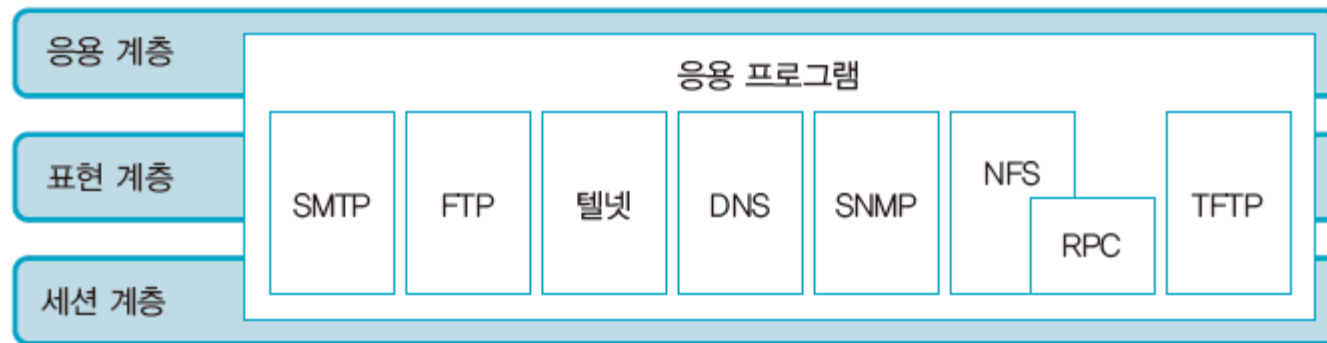 응용 계층
응용 프로그램
표현 계층
SMTP
FTP
텔넷
DNS
SNMP
NFS
RPC
TFTP
세션 계층